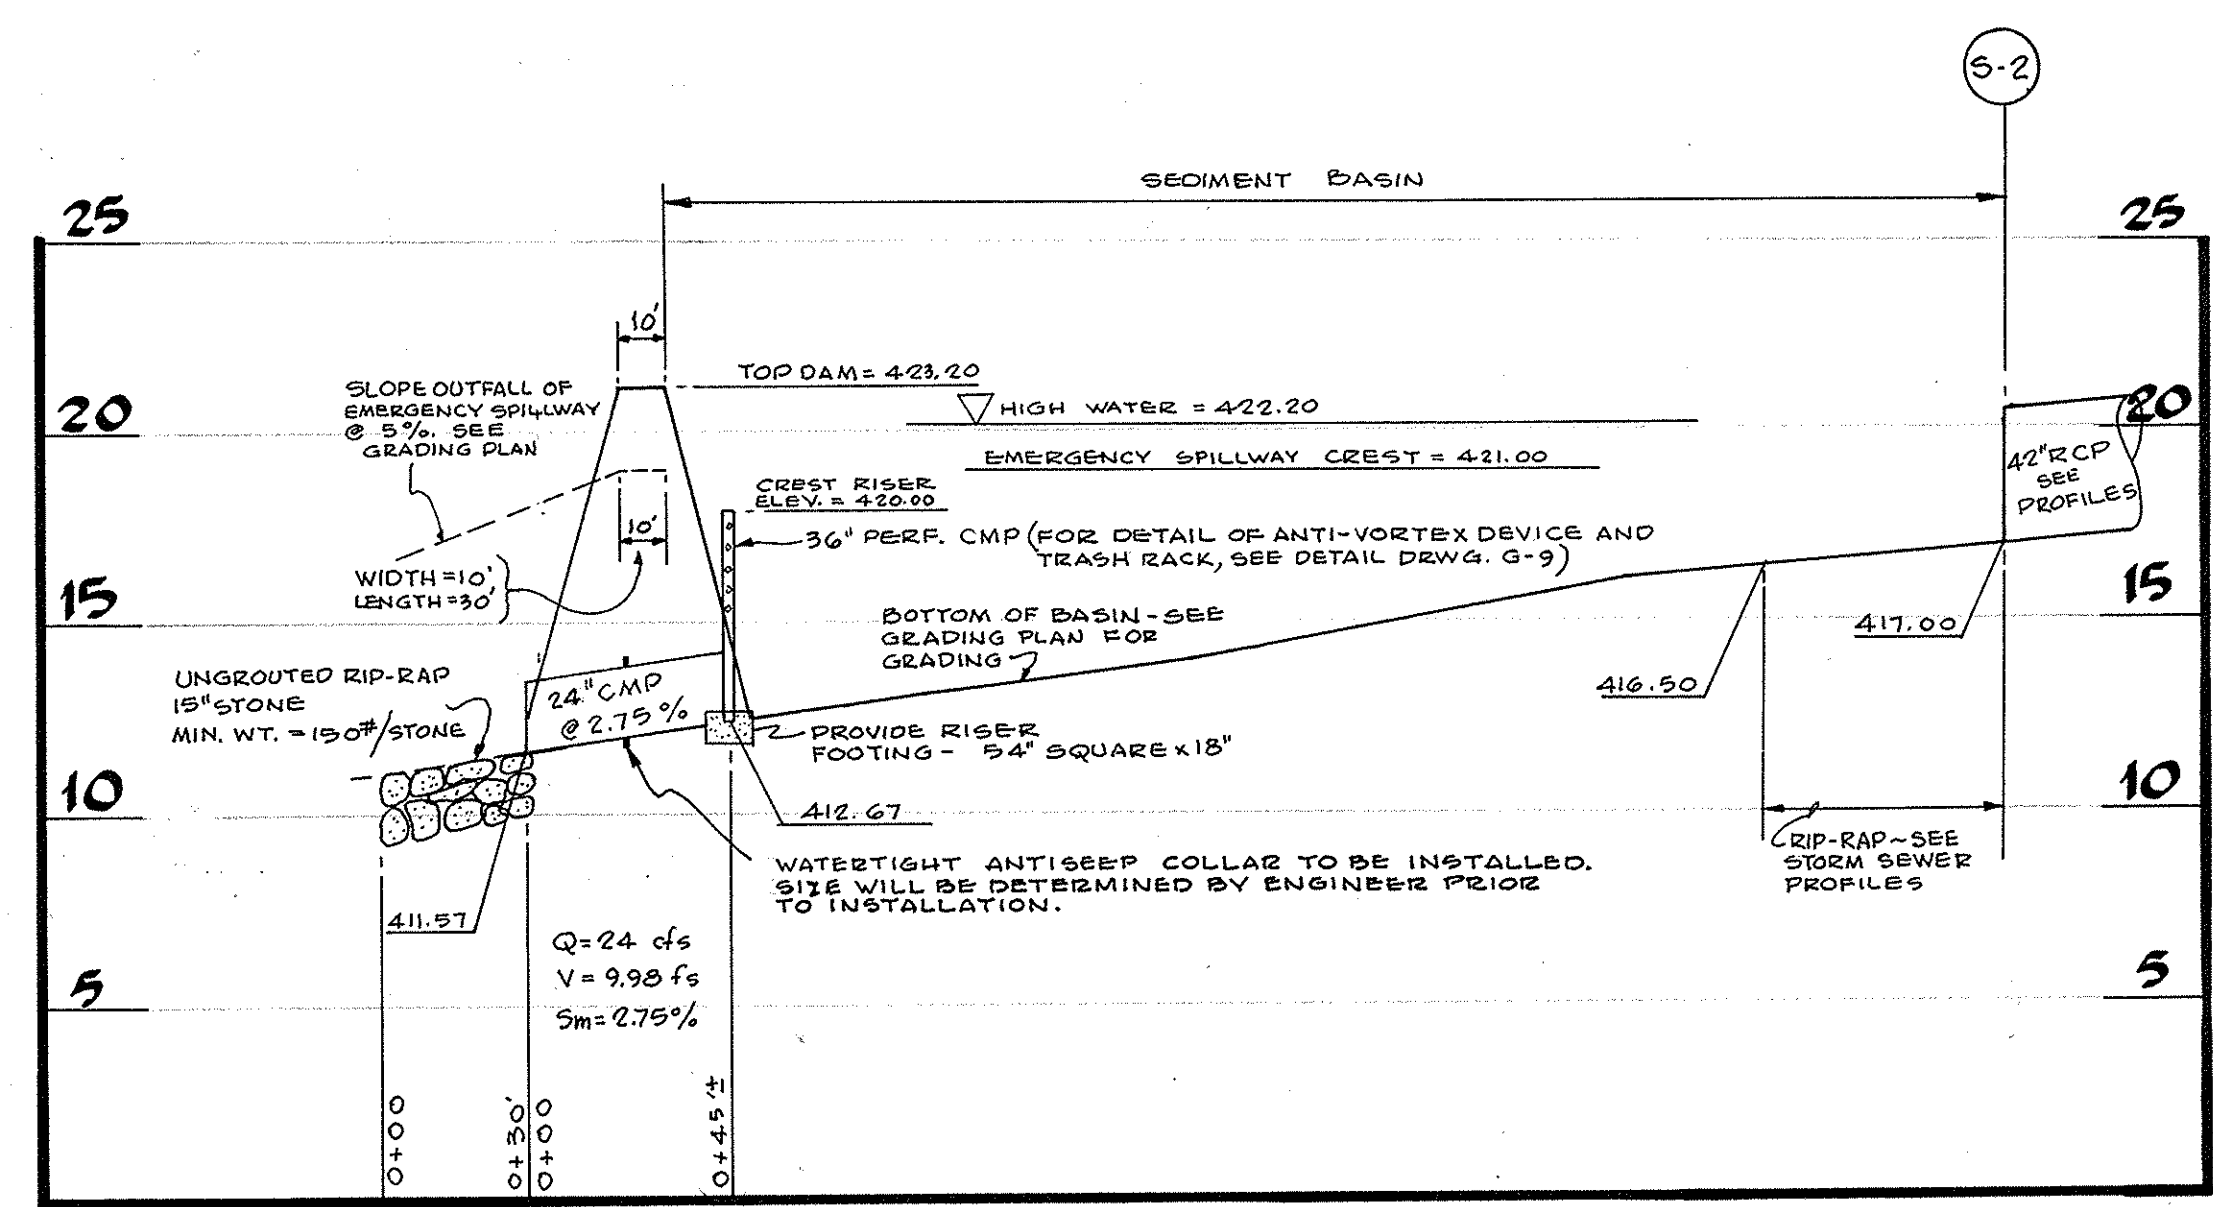 S-2
SEDIMENT BASIN
25
25
10'
TOP DAM = 423.20
SLOPE OUTFALL OF
EMERGENCY SPILLWAY
@ 5%. SEE
GRADING PLAN
HIGH WATER = 422.20
20
20
EMERGENCY SPILLWAY CREST = 421.00
42" RCP
SEE
PROFILES
CREST RISER
ELEV. = 420.00
10'
36" PERF. CMP (FOR DETAIL OF ANTI-VORTEX DEVICE AND
TRASH RACK, SEE DETAIL DRWG. G-9)
WIDTH = 10'
LENGTH = 30'
15
15
BOTTOM OF BASIN - SEE
GRADING PLAN FOR
GRADING
417.00
416.50
UNGROUTED RIP-RAP
15" STONE
MIN. WT. = 150#/STONE
24" CMP
@ 2.75%
PROVIDE RISER
FOOTING - 54" SQUARE x 18"
10
10
412.67
RIP-RAP ~ SEE
STORM SEWER
PROFILES
WATERTIGHT ANTISEEP COLLAR TO BE INSTALLED.
SIZE WILL BE DETERMINED BY ENGINEER PRIOR
TO INSTALLATION.
411.57
Q = 24 cfs
V = 9.98 fs
Sm = 2.75%
5
5
0+00
0+30'
0+00
0+45'±